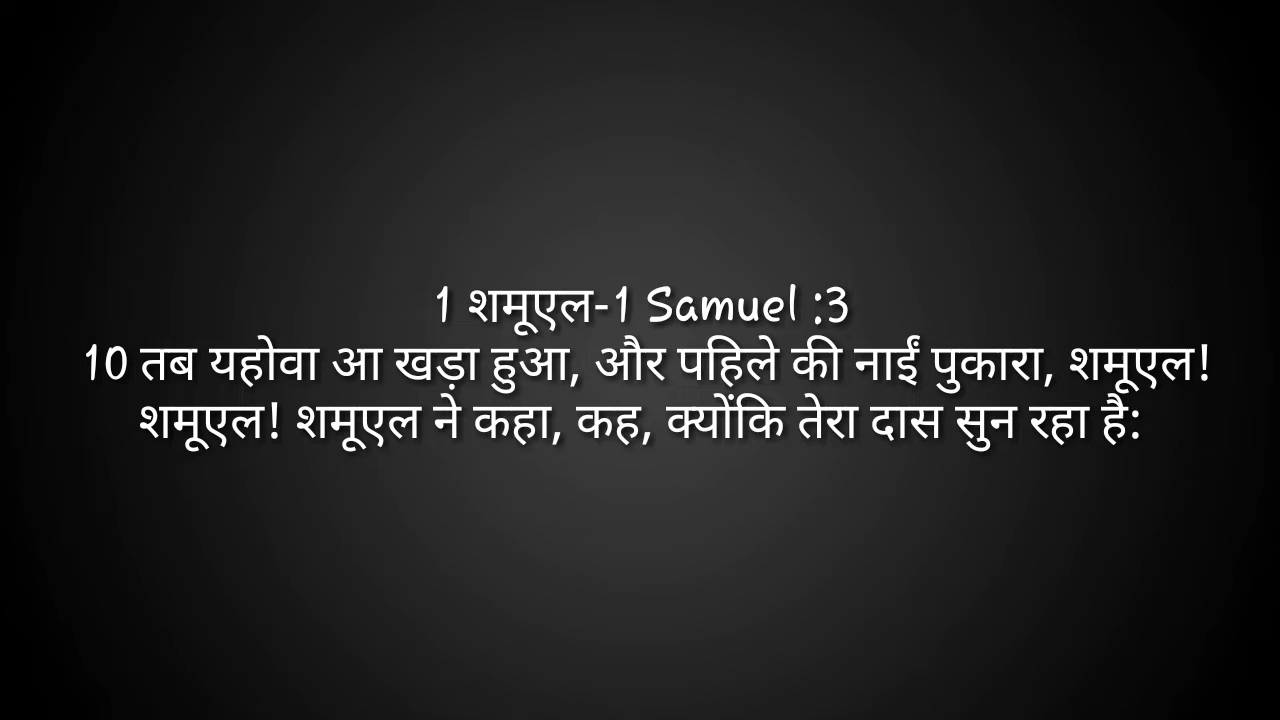 1 शमूएल-1 Samuel :3
10 तब यहोवा आ खड़ा हुआ, और पहिले की नाईं पुकारा, शमूएल!
शमूएल! शमूएल ने कहा, कह, क्योंकि तेरा दास सुन रहा है: